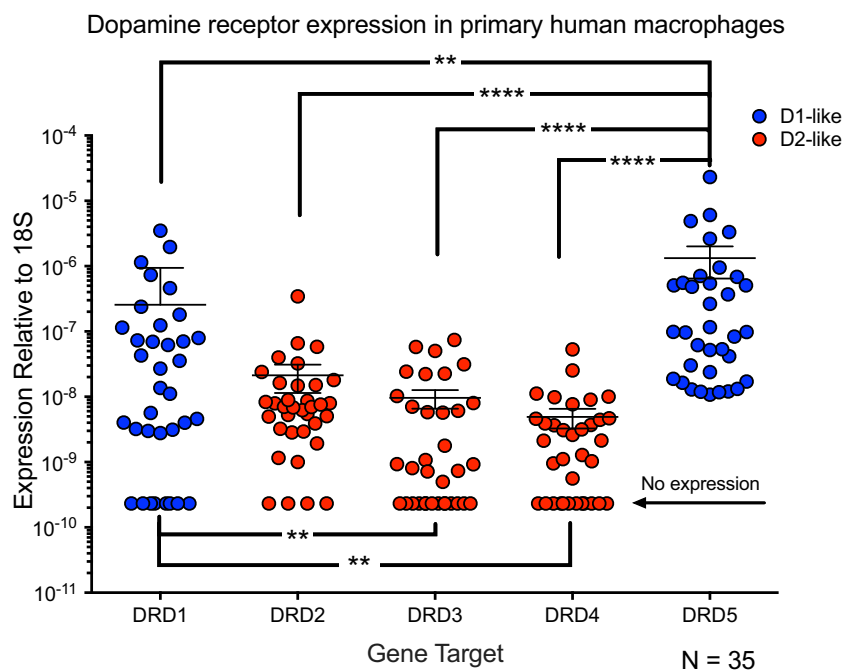 Dopamine receptor expression in primary human macrophages
**
****
****
****
D1-like
D2-like
Expression Relative to 18S
10-4
10-5
10-6
10-7
10-8
10-9
10-10
10-11
No expression
**
**
DRD1 DRD2 DRD3 DRD4 DRD5
Gene Target
N = 35